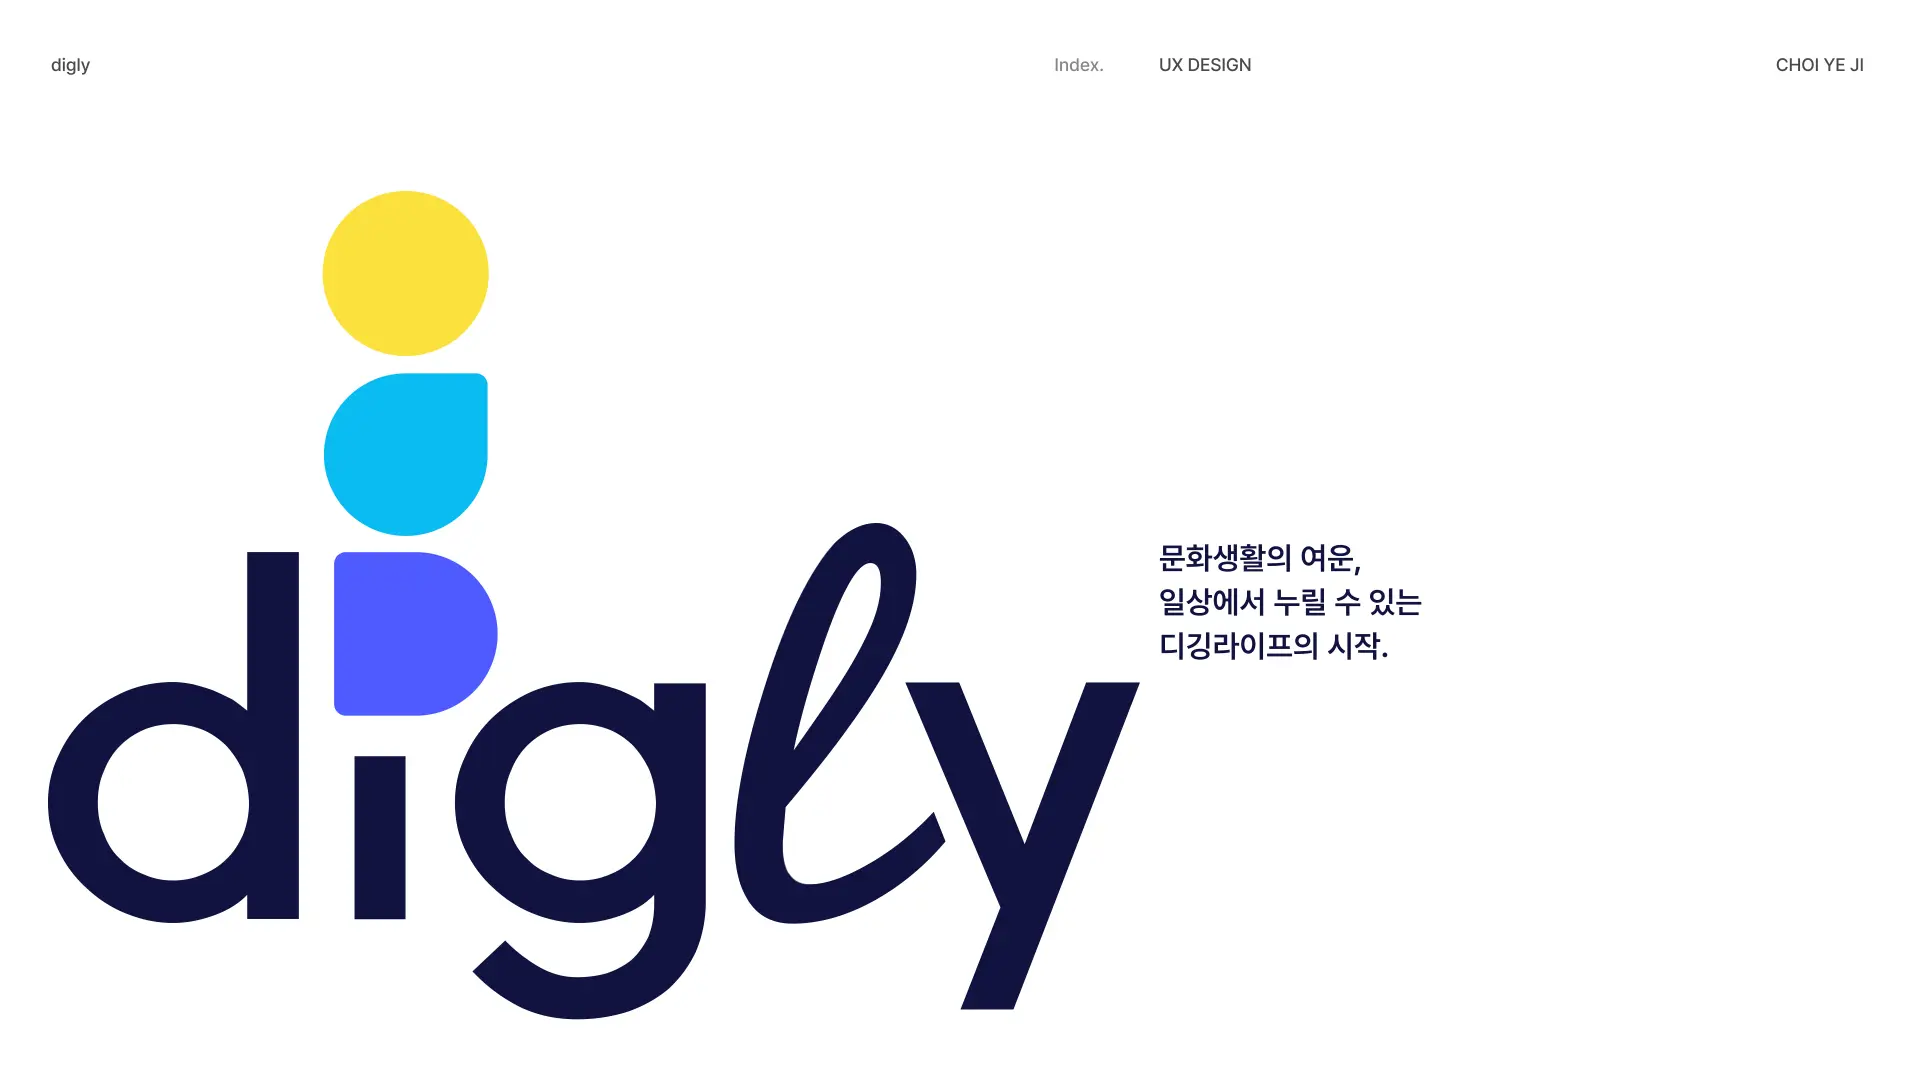 digly
Index.
UX DESIGN
CHOI YE JI
문화생활의 여운,
일상에서 누릴 수 있는
디깅라이프의 시작.
digly